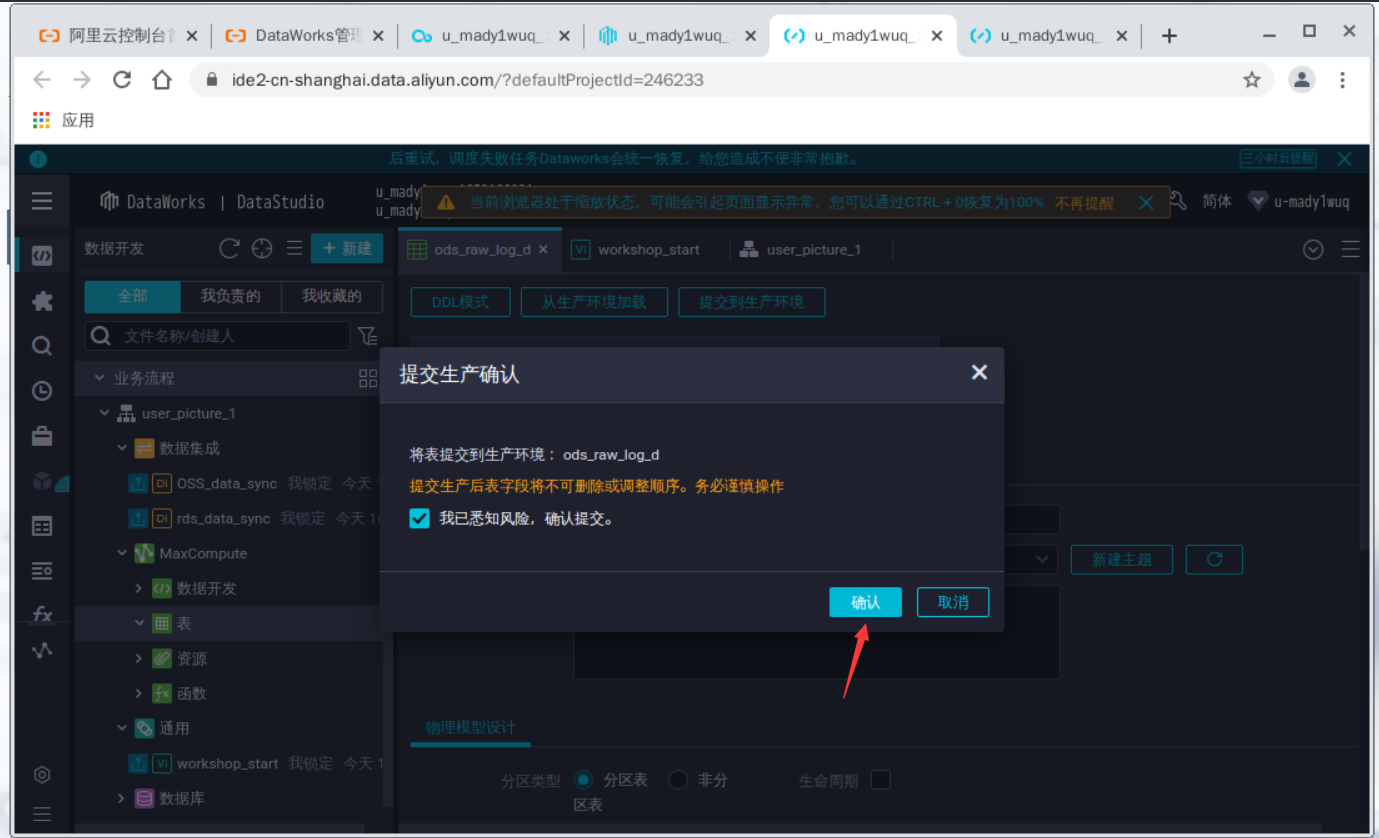 阿里云控制台
DataWorks管理
u_mady1wuq_
u_mady1wuq_
u_mady1wuq_
u_mady1wuq_
ide2-cn-shanghai.data.aliyun.com/?defaultProjectId=246233
应用
后重试，调度失败任务Dataworks会统一恢复，给您造成不便非常抱歉。
三小时后提醒
DataWorks | DataStudio
u_mady
u_mady
当前浏览器处于缩放状态，可能会引起页面显示异常，您可以通过CTRL + 0恢复为100% 不再提醒
简体
u-mady1wuq
数据开发
+ 新建
ods_raw_log_d
Vi workshop_start
user_picture_1
全部
我负责的
我收藏的
DDL模式
从生产环境加载
提交到生产环境
文件名称/创建人
业务流程
user_picture_1
数据集成
Di OSS_data_sync 我锁定 今天 1
Di rds_data_sync 我锁定 今天 1
MaxCompute
数据开发
表
资源
fx 函数
通用
Vi workshop_start 我锁定 今天 1
数据库
fx
提交生产确认
将表提交到生产环境： ods_raw_log_d
提交生产后表字段将不可删除或调整顺序。务必谨慎操作
我已悉知风险，确认提交。
确认
取消
新建主题
物理模型设计
分区类型
分区表
非分
区表
生命周期